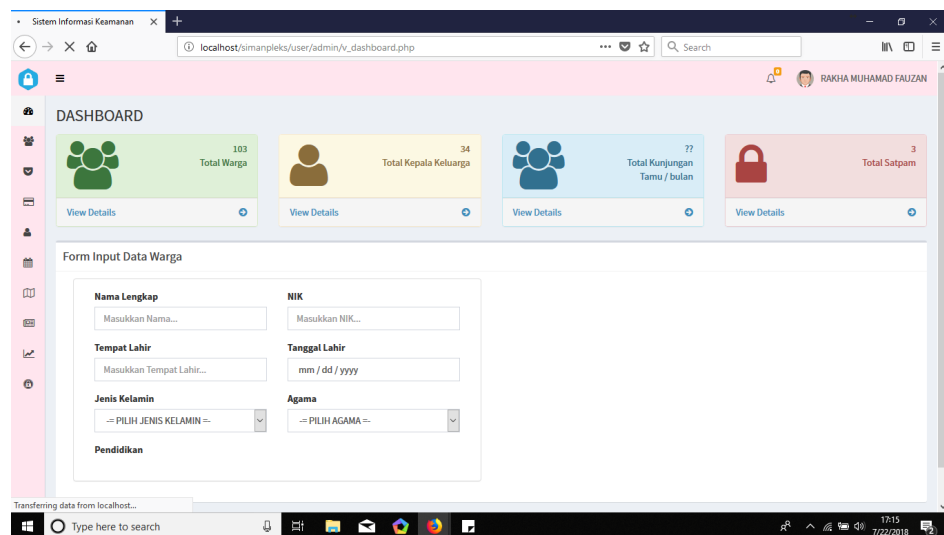 Sistem Informasi Keamanan
localhost/simanpleks/user/admin/v_dashboard.php
Search
RAKHA MUHAMAD FAUZAN
DASHBOARD
103
Total Warga
View Details
34
Total Kepala Keluarga
View Details
??
Total Kunjungan
Tamu / bulan
View Details
3
Total Satpam
View Details
Form Input Data Warga
Nama Lengkap
NIK
Masukkan Nama...
Masukkan NIK...
Tempat Lahir
Tanggal Lahir
Masukkan Tempat Lahir...
mm / dd / yyyy
Jenis Kelamin
Agama
-= PILIH JENIS KELAMIN =-
-= PILIH AGAMA =-
Pendidikan
Transferring data from localhost...
Type here to search
17:15
7/22/2018